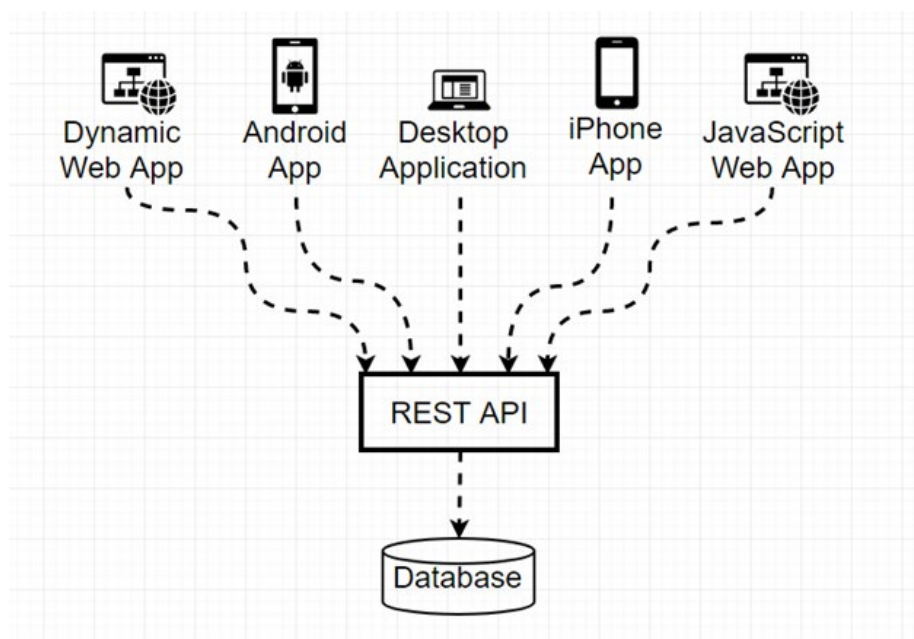 Dynamic
Web App
Android
App
Desktop
Application
iPhone
App
JavaScript
Web App
REST API
Database